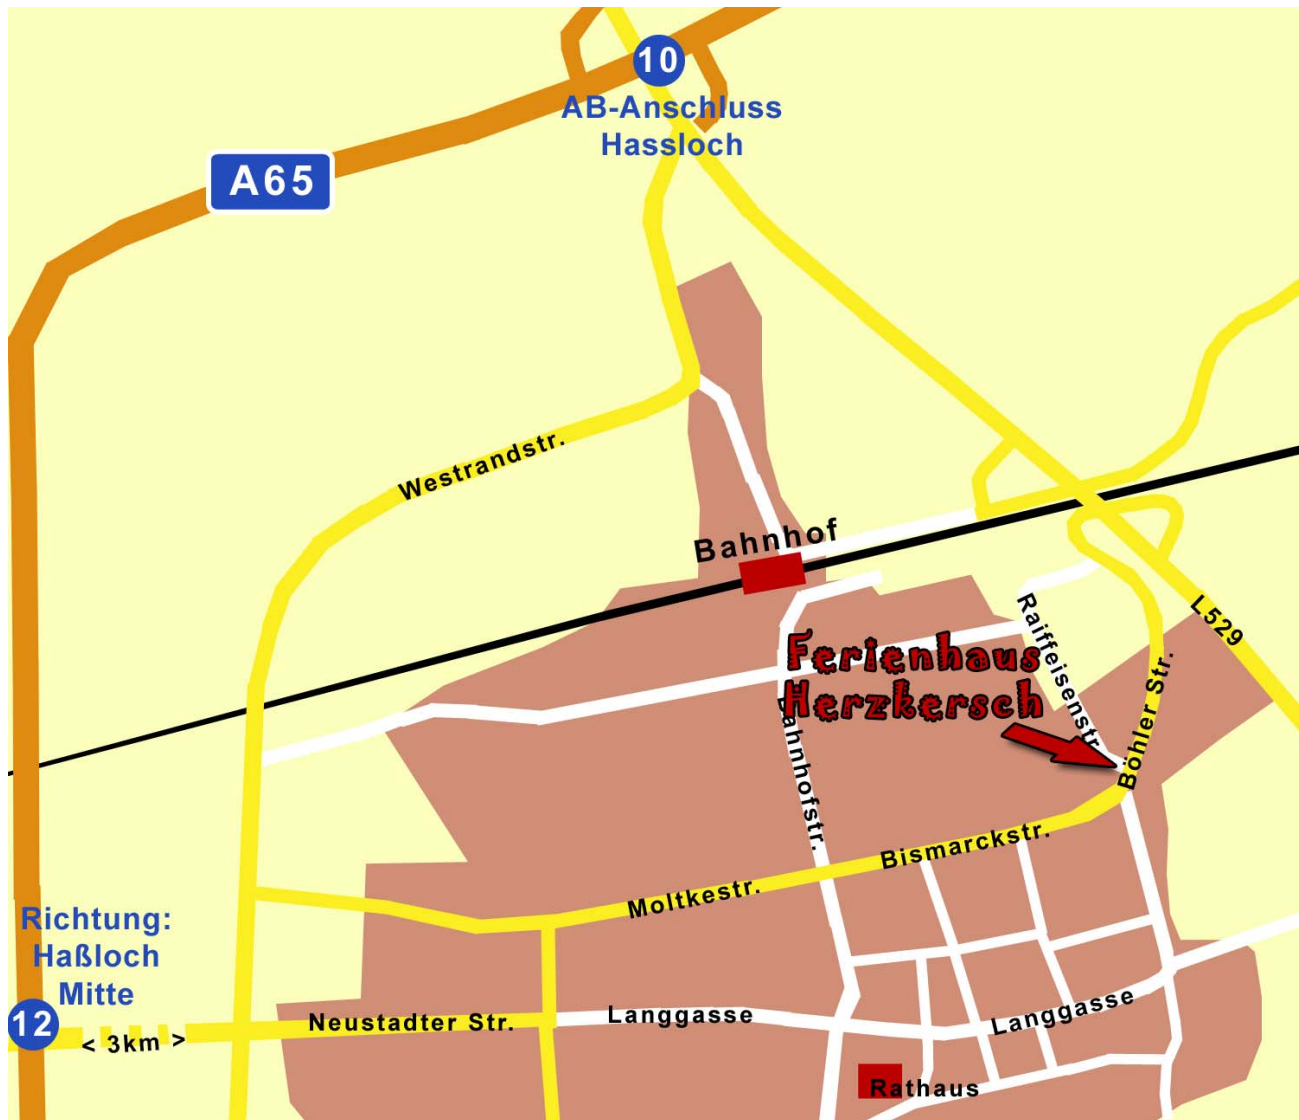 10
AB-Anschluss
Hassloch
A65
Westrandstr.
Bahnhof
Raiffeisenstr.
L529
Ferienhaus
Herzkersch
Böhler Str.
Bahnhofstr.
Bismarckstr.
Moltkestr.
Richtung:
Haßloch
Mitte
12
< 3km >
Neustadter Str.
Langgasse
Langgasse
Rathaus